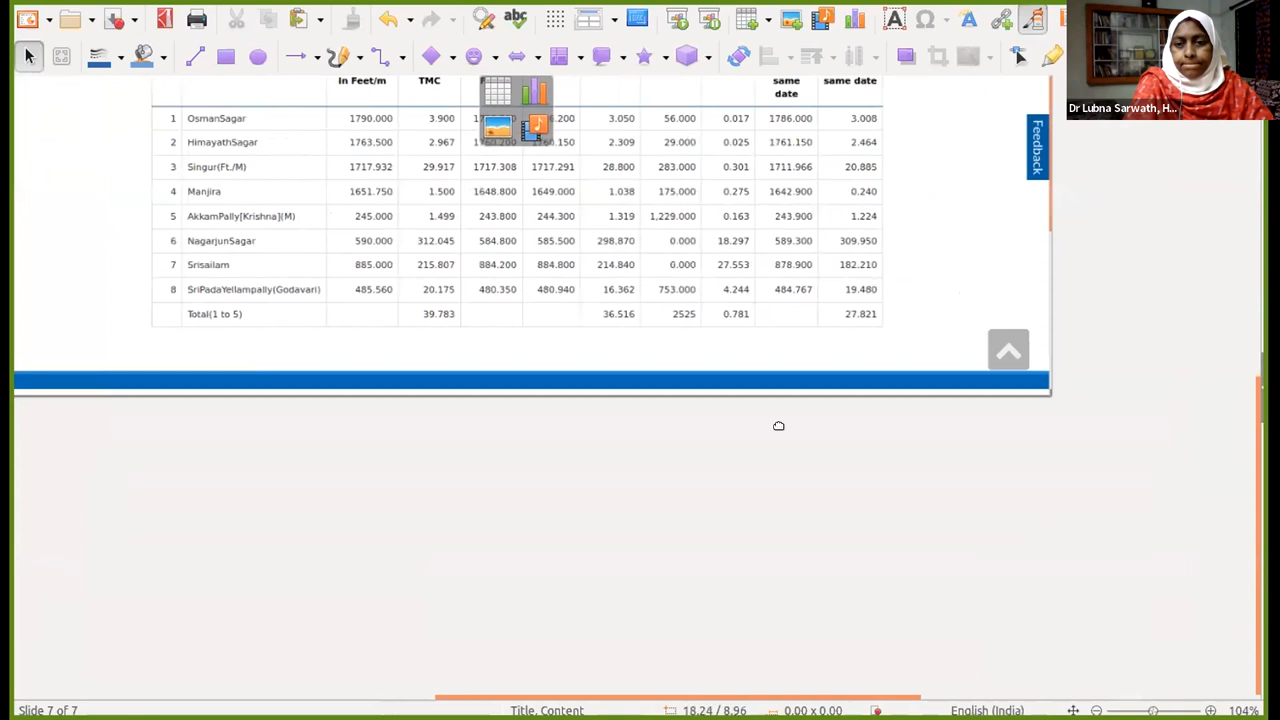 Dr Lubna Sarwath, H...
In Feet/m TMC same date same date
Feedback
1 OsmanSagar 1790.000 3.900 3.050 56.000 0.017 1786.000 3.008
2 HimayathSagar 1763.500 2.967 1760.200 1760.150 2.309 29.000 0.025 1761.150 2.464
3 Singur(Ft./M) 1717.932 29.917 1717.308 1717.291 28.800 283.000 0.301 1711.966 20.885
4 Manjira 1651.750 1.500 1648.800 1649.000 1.038 175.000 0.275 1642.900 0.240
5 AkkamPally[Krishna](M) 245.000 1.499 243.800 244.300 1.319 1,229.000 0.163 243.900 1.224
6 NagarjunSagar 590.000 312.045 584.800 585.500 298.870 0.000 18.297 589.300 309.950
7 Srisailam 885.000 215.807 884.200 884.800 214.840 0.000 27.553 878.900 182.210
8 SriPadaYellampally(Godavari) 485.560 20.175 480.350 480.940 16.362 753.000 4.244 484.767 19.480
Total(1 to 5) 39.783 36.516 2525 0.781 27.821
Slide 7 of 7 Title, Content 18.24 / 8.96 0.00 x 0.00 English (India) 104%